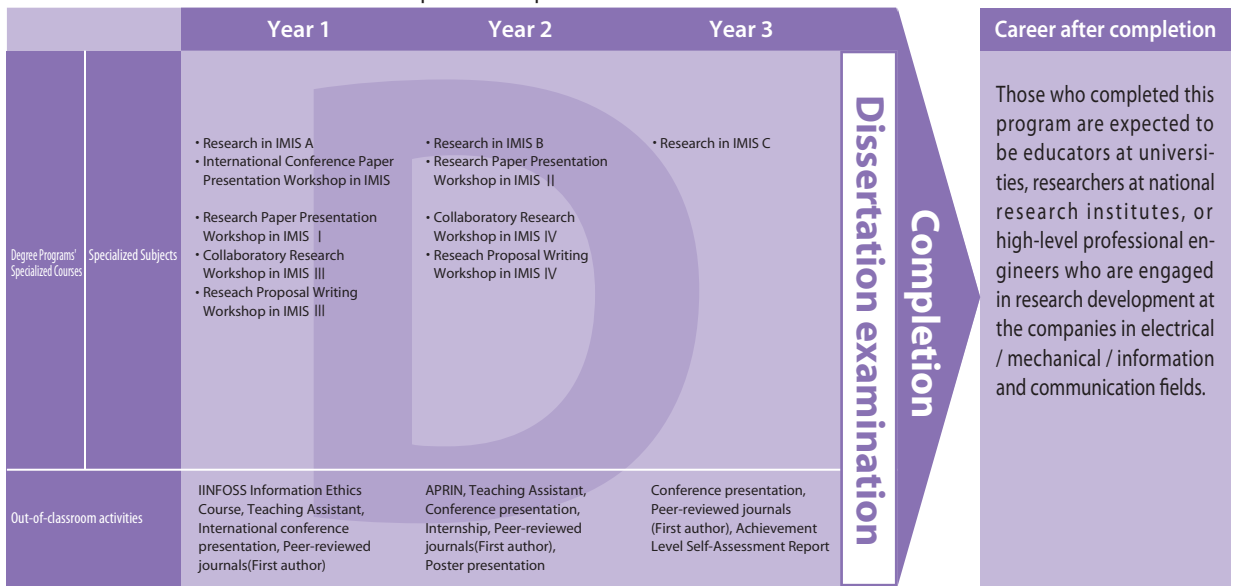 Year 1
Year 2
Year 3
Career after completion
Degree Programs'
Specialized Courses
Specialized Subjects
• Research in IMIS A
• International Conference Paper
Presentation Workshop in IMIS
• Research Paper Presentation
Workshop in IMIS Ⅰ
• Collaboratory Research
Workshop in IMIS Ⅲ
• Reseach Proposal Writing
Workshop in IMIS Ⅲ
• Research in IMIS B
• Research Paper Presentation
Workshop in IMIS Ⅱ
• Collaboratory Research
Workshop in IMIS Ⅳ
• Reseach Proposal Writing
Workshop in IMIS Ⅳ
• Research in IMIS C
Out-of-classroom activities
IINFOSS Information Ethics
Course, Teaching Assistant,
International conference
presentation, Peer-reviewed
journals(First author)
APRIN, Teaching Assistant,
Conference presentation,
Internship, Peer-reviewed
journals(First author),
Poster presentation
Conference presentation,
Peer-reviewed journals
(First author), Achievement
Level Self-Assessment Report
D
Dissertation examination
Completion
Those who completed this
program are expected to
be educators at universi-
ties, researchers at national
research institutes, or
high-level professional en-
gineers who are engaged
in research development at
the companies in electrical
/ mechanical / information
and communication fields.